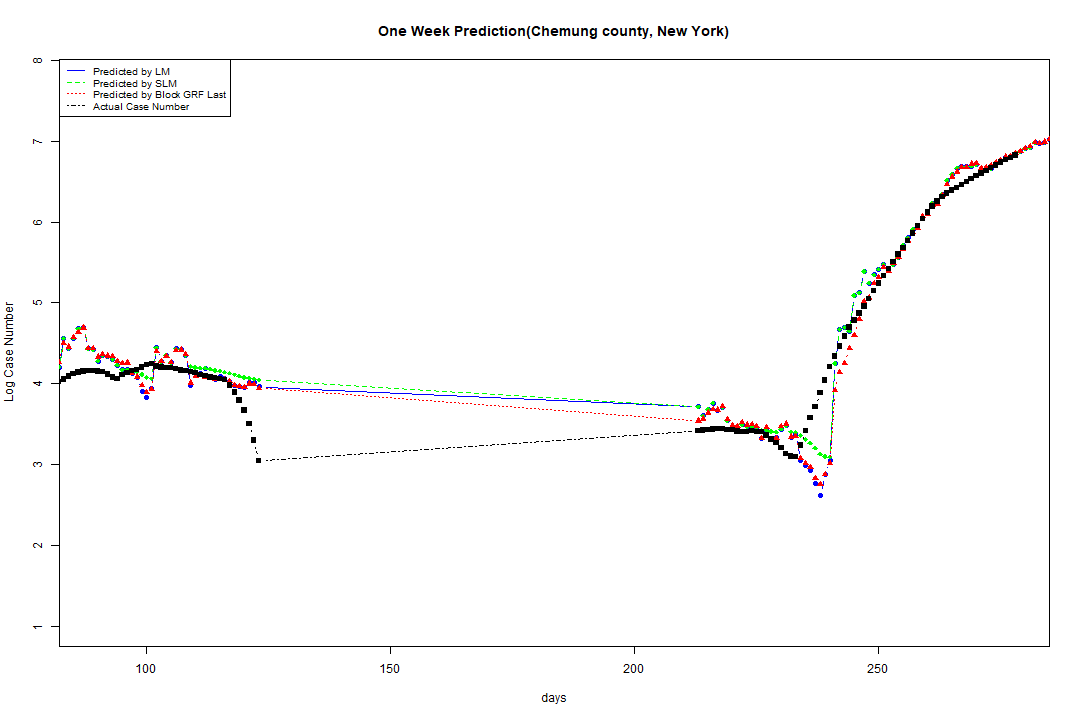 One Week Prediction(Chemung county, New York)
Predicted by LM
Predicted by SLM
Predicted by Block GRF Last
Actual Case Number
8
7
6
5
4
3
2
1
Log Case Number
100 150 200 250
days